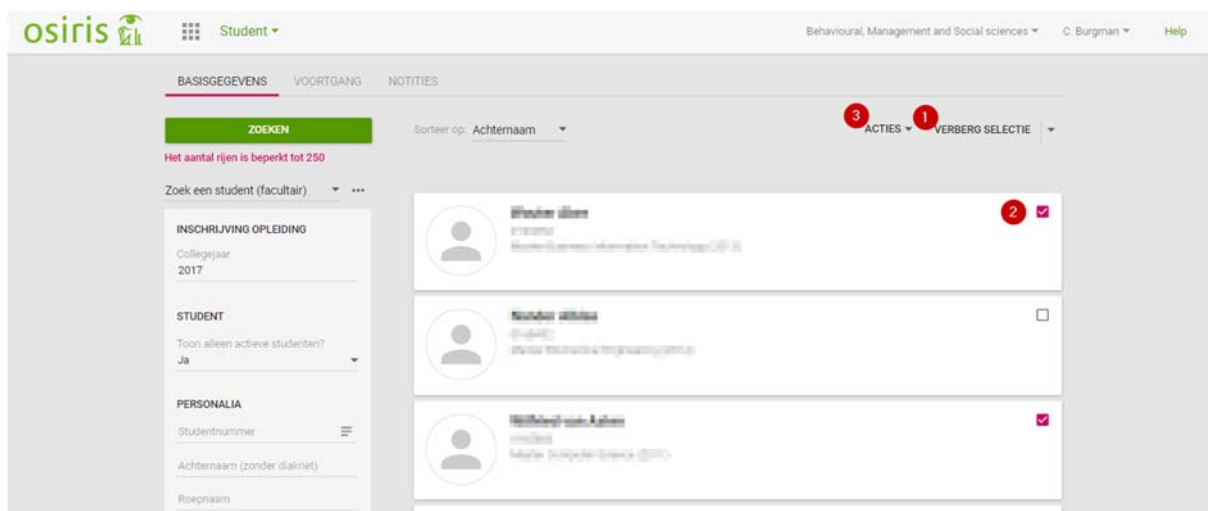 osiris
Student
Behavioural, Management and Social sciences
C. Burgman
Help
BASISGEGEVENS
VOORTGANG
NOTITIES
ZOEKEN
Het aantal rijen is beperkt tot 250
Sorteer op: Achternaam
3
ACTIES
1
VERBERG SELECTIE
Zoek een student (facultair)
INSCHRIJVING OPLEIDING
Collegejaar
2017
STUDENT
Toon alleen actieve studenten?
Ja
PERSONALIA
Studentnummer
Achternaam (zonder diakriet)
Roepnaam
2